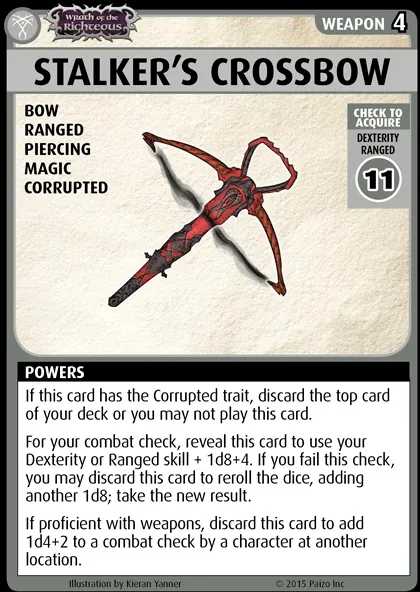 Wrath of the
Righteous
WEAPON 4
STALKER'S CROSSBOW
BOW
RANGED
PIERCING
MAGIC
CORRUPTED
CHECK TO
ACQUIRE
DEXTERITY
RANGED
11
POWERS
If this card has the Corrupted trait, discard the top card
of your deck or you may not play this card.
For your combat check, reveal this card to use your
Dexterity or Ranged skill + 1d8+4. If you fail this check,
you may discard this card to reroll the dice, adding
another 1d8; take the new result.
If proficient with weapons, discard this card to add
1d4+2 to a combat check by a character at another
location.
Illustration by Kieran Yanner © 2015 Paizo Inc